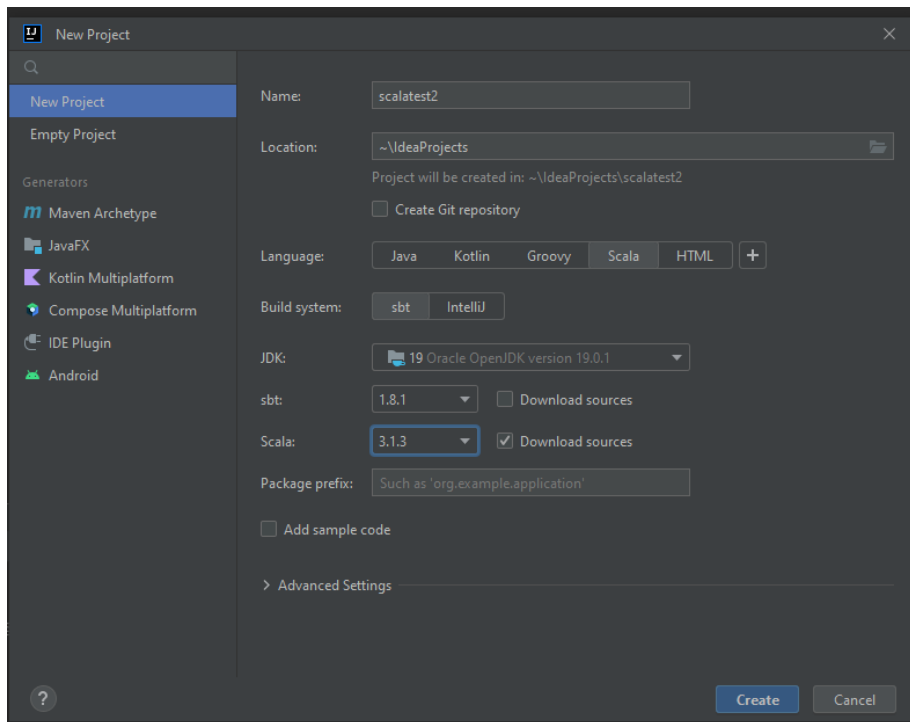 New Project
New Project
Empty Project
Generators
Maven Archetype
JavaFX
Kotlin Multiplatform
Compose Multiplatform
IDE Plugin
Android
Name: scalatest2
Location: ~\IdeaProjects
Project will be created in: ~\IdeaProjects\scalatest2
Create Git repository
Language: Java Kotlin Groovy Scala HTML +
Build system: sbt IntelliJ
JDK: 19 Oracle OpenJDK version 19.0.1
sbt: 1.8.1 Download sources
Scala: 3.1.3 Download sources
Package prefix: Such as 'org.example.application'
Add sample code
Advanced Settings
? Create Cancel